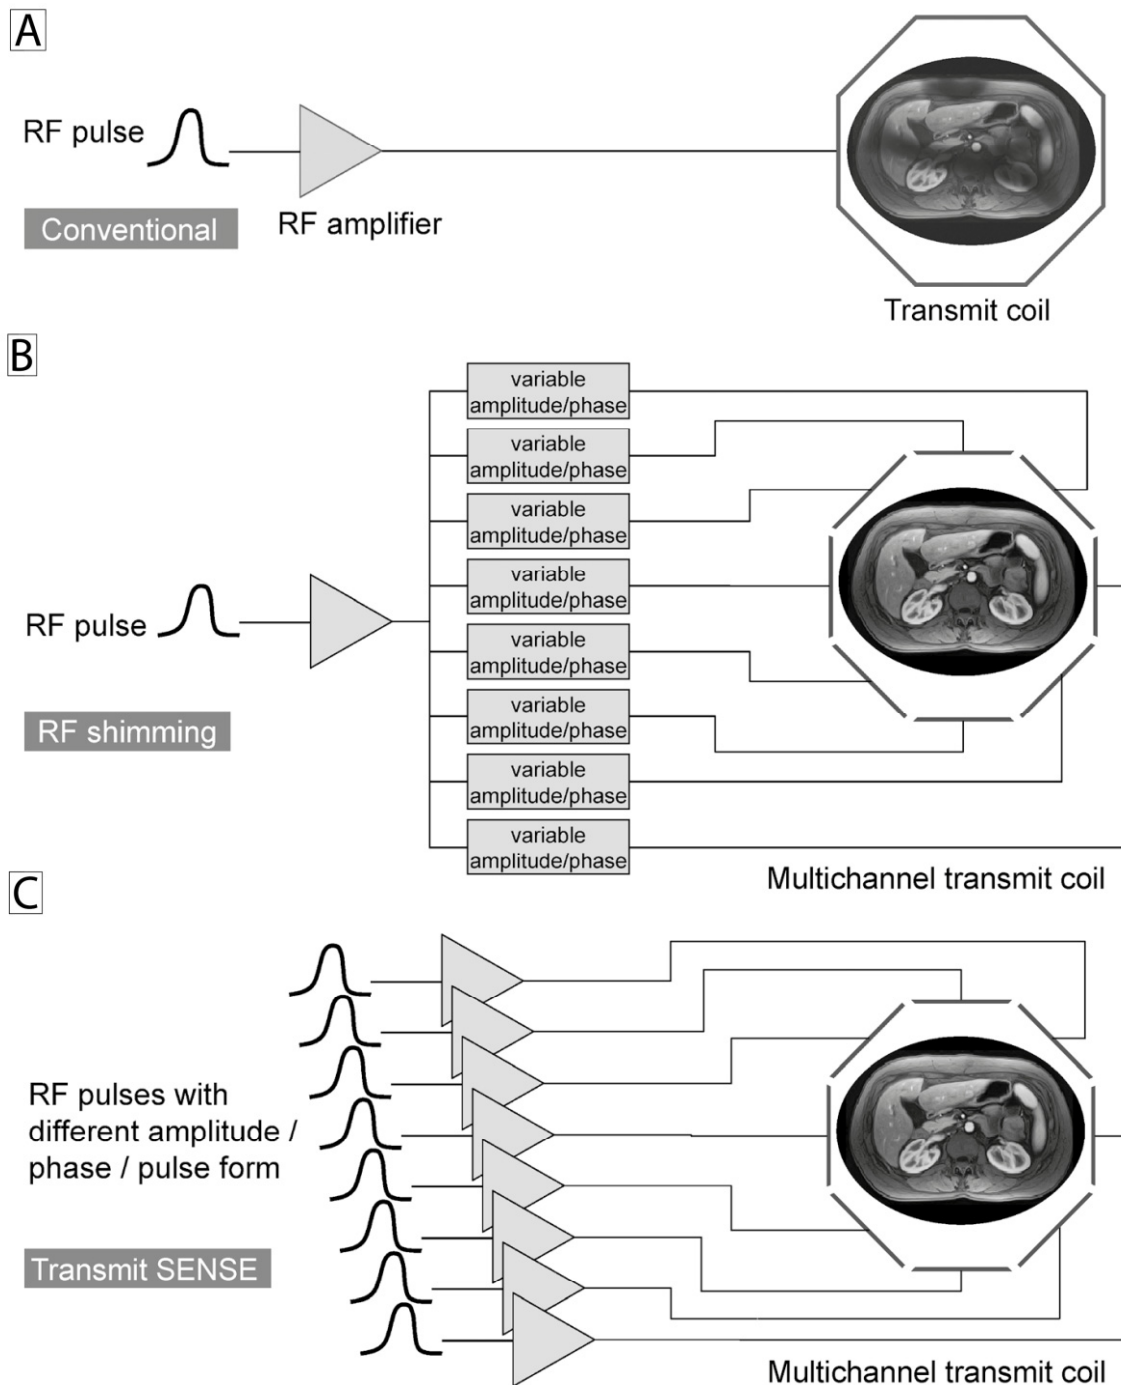 A
RF pulse
Conventional
RF amplifier
Transmit coil
B
variable
amplitude/phase
variable
amplitude/phase
variable
amplitude/phase
variable
amplitude/phase
variable
amplitude/phase
variable
amplitude/phase
variable
amplitude/phase
variable
amplitude/phase
RF pulse
RF shimming
Multichannel transmit coil
C
RF pulses with
different amplitude /
phase / pulse form
Transmit SENSE
Multichannel transmit coil